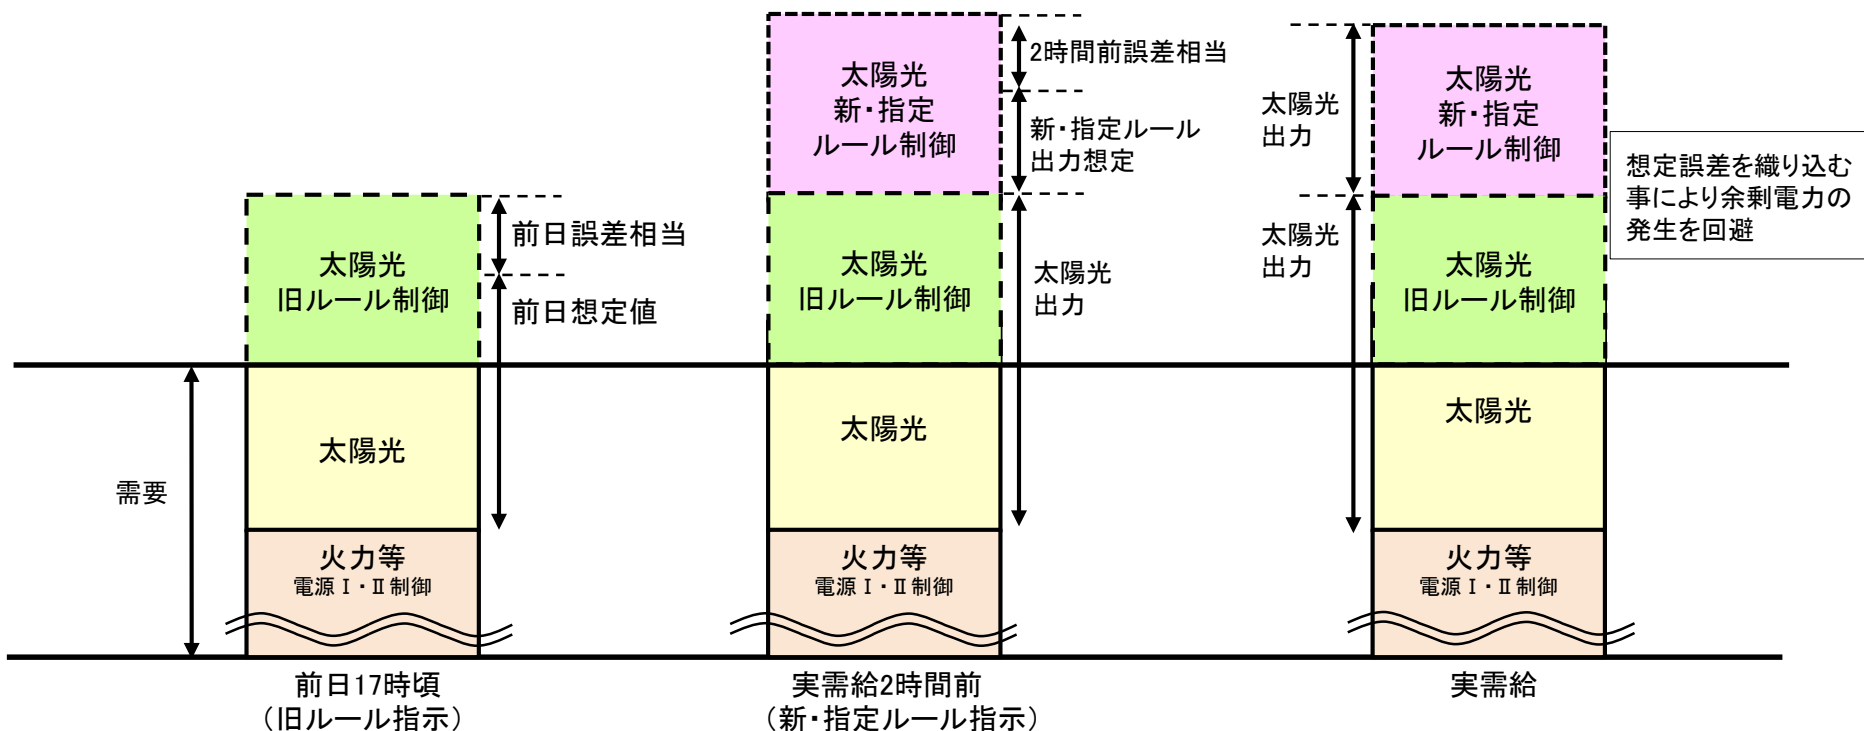 前日誤差相当
前日想定値
太陽光
旧ルール制御
太陽光
火力等
電源Ⅰ・Ⅱ制御
需要
前日17時頃
（旧ルール指示）
太陽光
新・指定
ルール制御
2時間前誤差相当
新・指定ルール
出力想定
太陽光
旧ルール制御
太陽光
出力
太陽光
火力等
電源Ⅰ・Ⅱ制御
実需給2時間前
（新・指定ルール指示）
太陽光
出力
太陽光
新・指定
ルール制御
太陽光
出力
太陽光
旧ルール制御
太陽光
火力等
電源Ⅰ・Ⅱ制御
実需給
想定誤差を織り込む
事により余剰電力の
発生を回避